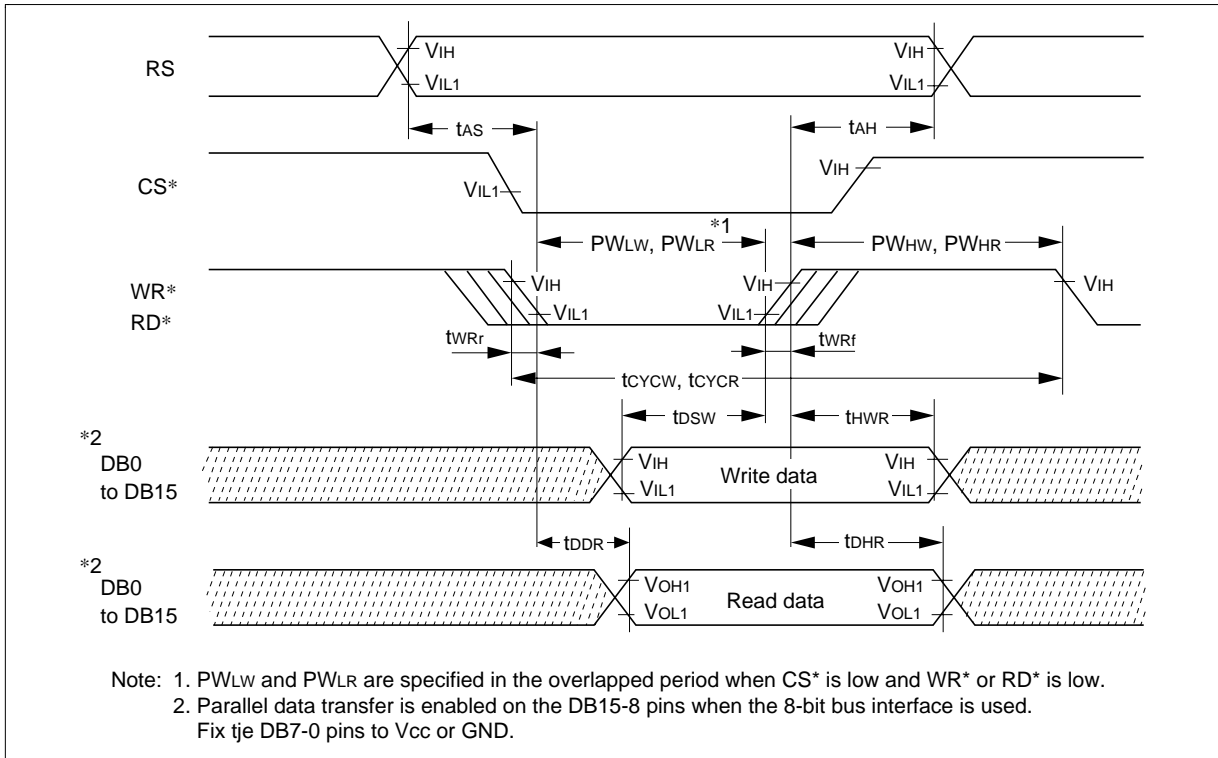 RS
VIH
VIL1
VIH
VIL1
tAS
tAH
CS*
VIL1
VIH
*1
PWLW, PWLR
PWHW, PWHR
WR*
RD*
VIH
VIL1
VIH
VIL1
VIH
tWRr
tWRf
tCYCW, tCYCR
tDSW
tHWR
*2
DB0
to DB15
VIH
VIL1
Write data
VIH
VIL1
tDDR
tDHR
*2
DB0
to DB15
VOH1
VOL1
Read data
VOH1
VOL1
Note: 1. PWLW and PWLR are specified in the overlapped period when CS* is low and WR* or RD* is low.
2. Parallel data transfer is enabled on the DB15-8 pins when the 8-bit bus interface is used.
Fix tje DB7-0 pins to Vcc or GND.